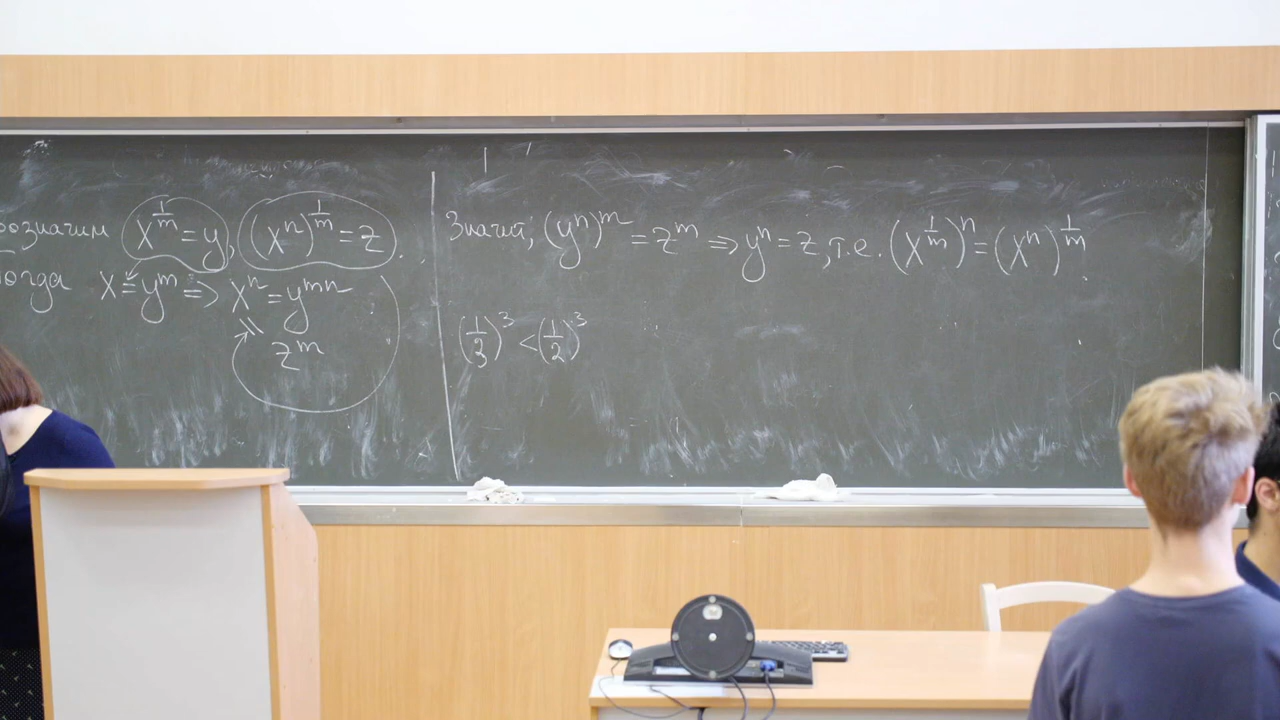 обозначим x^{1/m} = y, (x^n)^{1/m} = z.
Тогда x = y^m ⇒ x^n = y^{mn}
z^m
Значит, (y^n)^m = z^m ⇒ y^n = z, т.е. (x^{1/m})^n = (x^n)^{1/m}.
(1/3)^3 < (1/2)^3